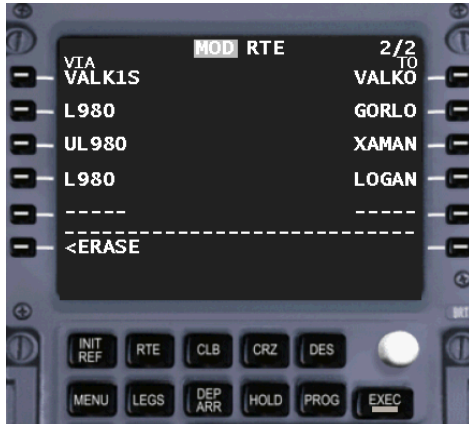 MOD RTE 2/2
VIA TO
VALK1S VALKO
L980 GORLO
UL980 XAMAN
L980 LOGAN
----- -----
------------------------------
<ERASE
BRT
INIT REF RTE CLB CRZ DES
MENU LEGS DEP ARR HOLD PROG EXEC